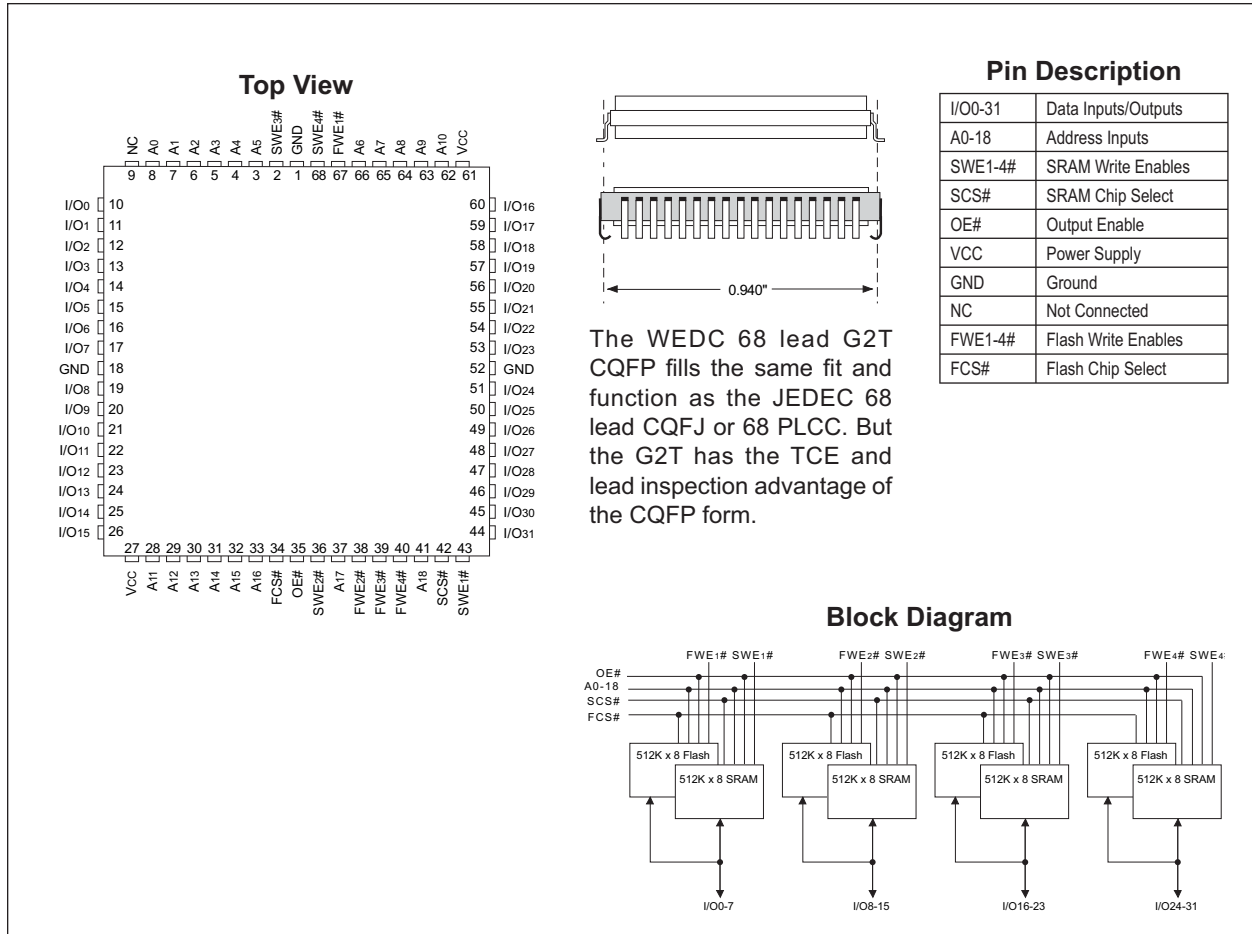 Top View
NC A0 A1 A2 A3 A4 A5 SWE3# GND SWE4# FWE1# A6 A7 A8 A9 A10 VCC
9 8 7 6 5 4 3 2 1 68 67 66 65 64 63 62 61
I/O0 10 60 I/O16
I/O1 11 59 I/O17
I/O2 12 58 I/O18
I/O3 13 57 I/O19
I/O4 14 56 I/O20
I/O5 15 55 I/O21
I/O6 16 54 I/O22
I/O7 17 53 I/O23
GND 18 52 GND
I/O8 19 51 I/O24
I/O9 20 50 I/O25
I/O10 21 49 I/O26
I/O11 22 48 I/O27
I/O12 23 47 I/O28
I/O13 24 46 I/O29
I/O14 25 45 I/O30
I/O15 26 44 I/O31
27 28 29 30 31 32 33 34 35 36 37 38 39 40 41 42 43
VCC A11 A12 A13 A14 A15 A16 FCS# OE# SWE2# A17 FWE2# FWE3# FWE4# A18 SCS# SWE1#
0.940"
The WEDC 68 lead G2T
CQFP fills the same fit and
function as the JEDEC 68
lead CQFJ or 68 PLCC. But
the G2T has the TCE and
lead inspection advantage of
the CQFP form.
Pin Description
I/O0-31 Data Inputs/Outputs
A0-18 Address Inputs
SWE1-4# SRAM Write Enables
SCS# SRAM Chip Select
OE# Output Enable
VCC Power Supply
GND Ground
NC Not Connected
FWE1-4# Flash Write Enables
FCS# Flash Chip Select
Block Diagram
FWE1# SWE1# FWE2# SWE2# FWE3# SWE3# FWE4# SWE4
OE#
A0-18
SCS#
FCS#
512K x 8 Flash 512K x 8 Flash 512K x 8 Flash 512K x 8 Flash
512K x 8 SRAM 512K x 8 SRAM 512K x 8 SRAM 512K x 8 SRAM
I/O0-7 I/O8-15 I/O16-23 I/O24-31